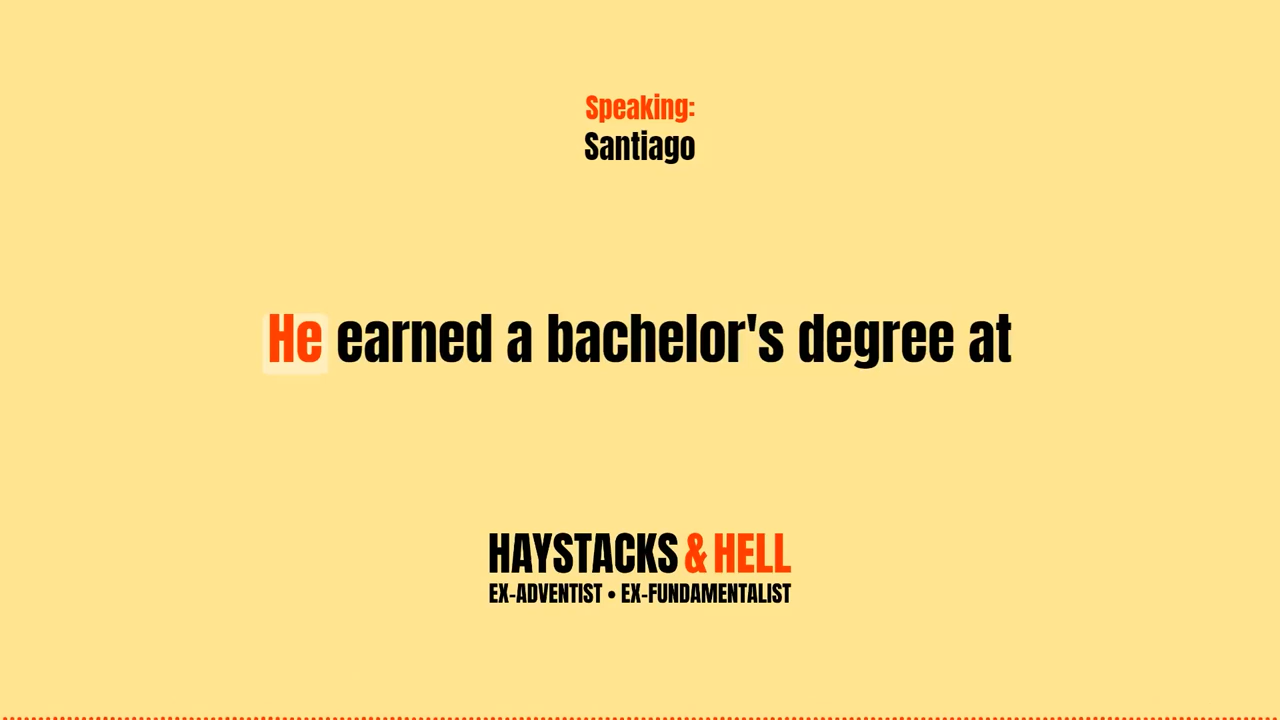 Speaking:
Santiago
He earned a bachelor's degree at
HAYSTACKS & HELL
EX-ADVENTIST • EX-FUNDAMENTALIST